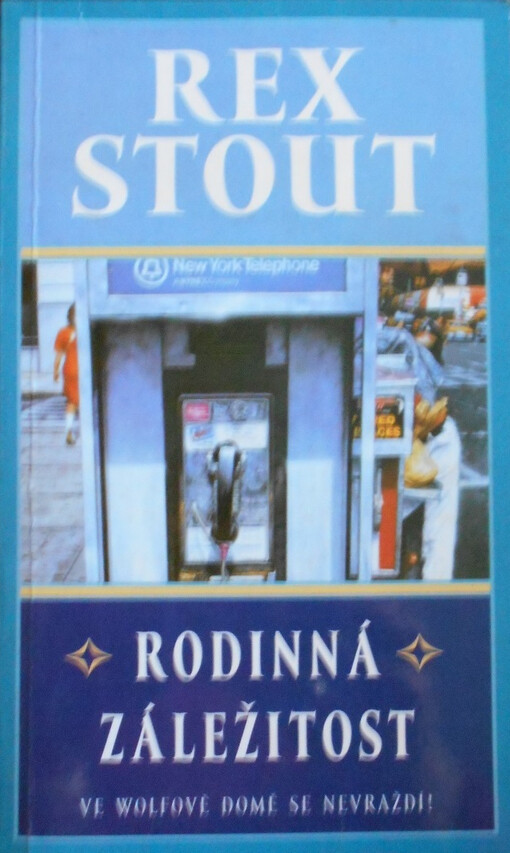 REX
STOUT
New York Telephone
RODINNÁ
ZÁLEŽITOST
VE WOLFOVĚ DOMĚ SE NEVRAŽDÍ!